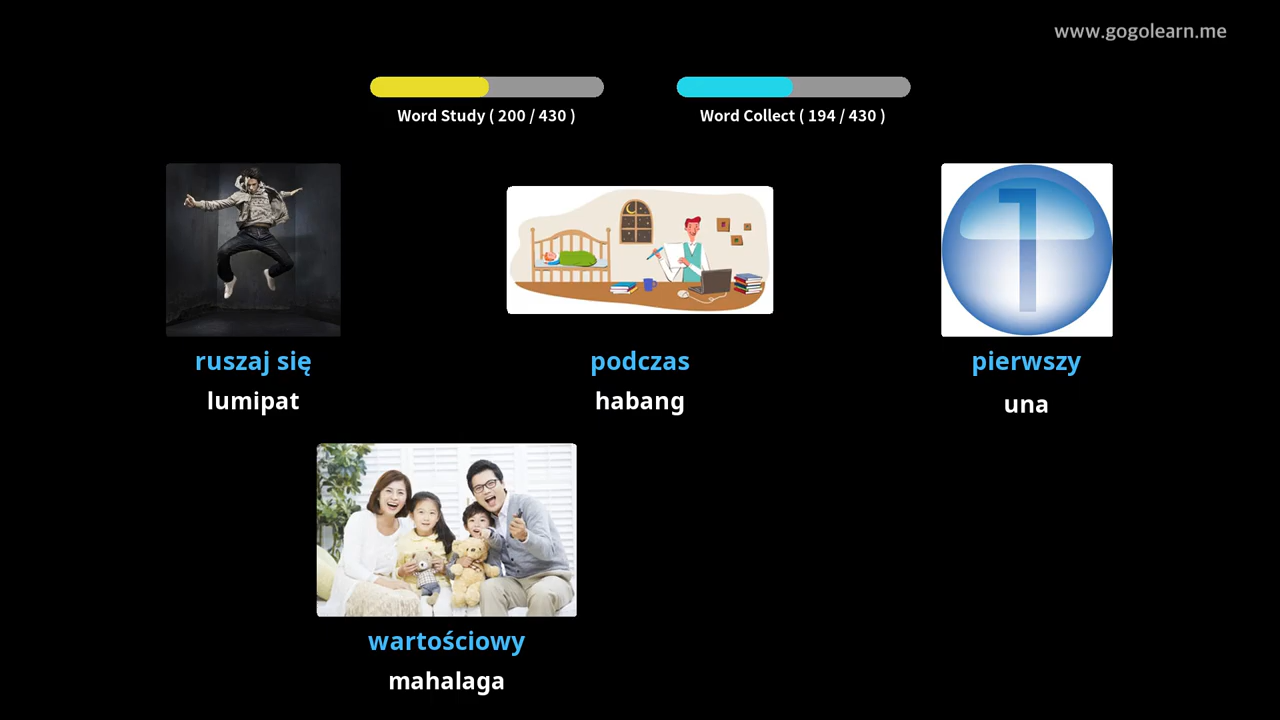 www.gogolearn.me
Word Study ( 200 / 430 )
Word Collect ( 194 / 430 )
ruszaj się
lumipat
podczas
habang
1
pierwszy
una
wartościowy
mahalaga